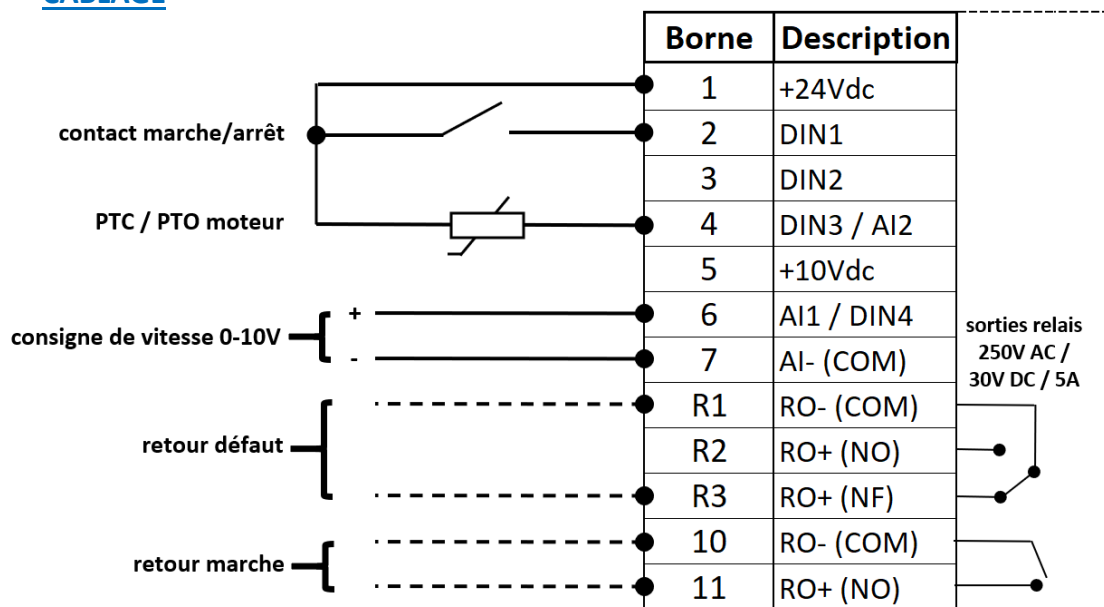 CABLAGE
Borne Description
1 +24Vdc
contact marche/arrêt
2 DIN1
3 DIN2
PTC / PTO moteur
4 DIN3 / AI2
5 +10Vdc
consigne de vitesse 0-10V
+
6 AI1 / DIN4
-
7 AI- (COM)
sorties relais
250V AC /
30V DC / 5A
retour défaut
R1 RO- (COM)
R2 RO+ (NO)
R3 RO+ (NF)
retour marche
10 RO- (COM)
11 RO+ (NO)